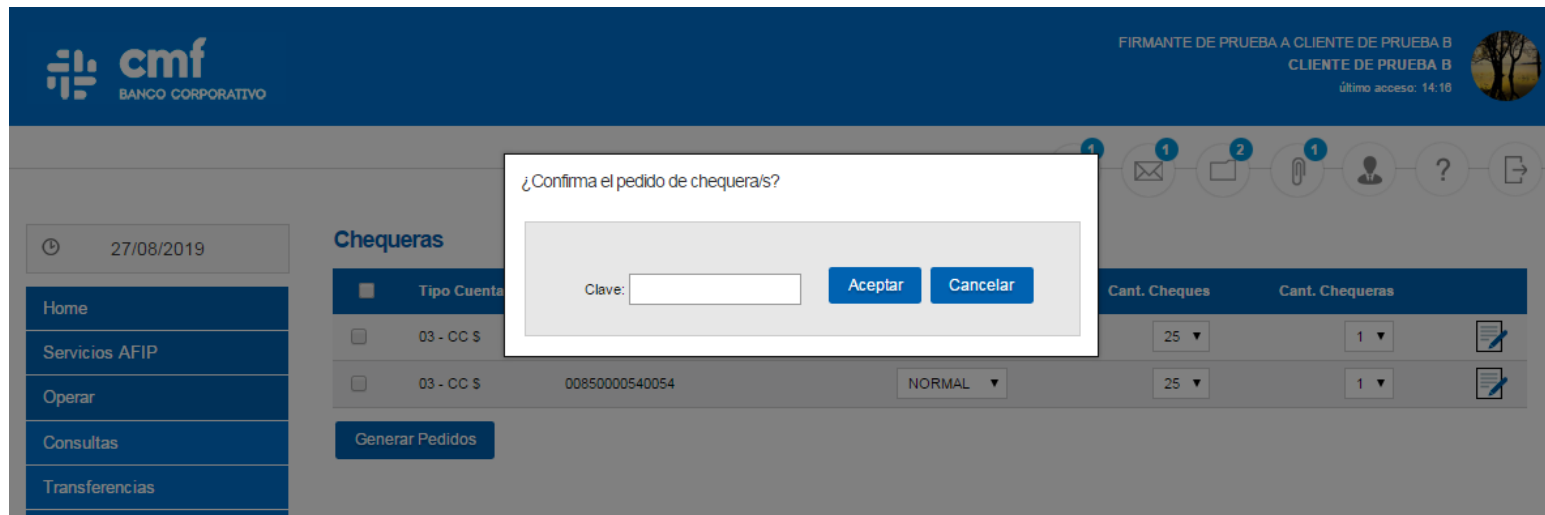 cmf
BANCO CORPORATIVO
FIRMANTE DE PRUEBA A CLIENTE DE PRUEBA B
CLIENTE DE PRUEBA B
último acceso: 14:16
1 1 2 1 ?
¿Confirma el pedido de chequera/s?
Clave: Aceptar Cancelar
27/08/2019
Home
Servicios AFIP
Operar
Consultas
Transferencias
Chequeras
Tipo Cuenta Cant. Cheques Cant. Chequeras
03 - CC $ 25 1
03 - CC $ 00850000540054 NORMAL 25 1
Generar Pedidos